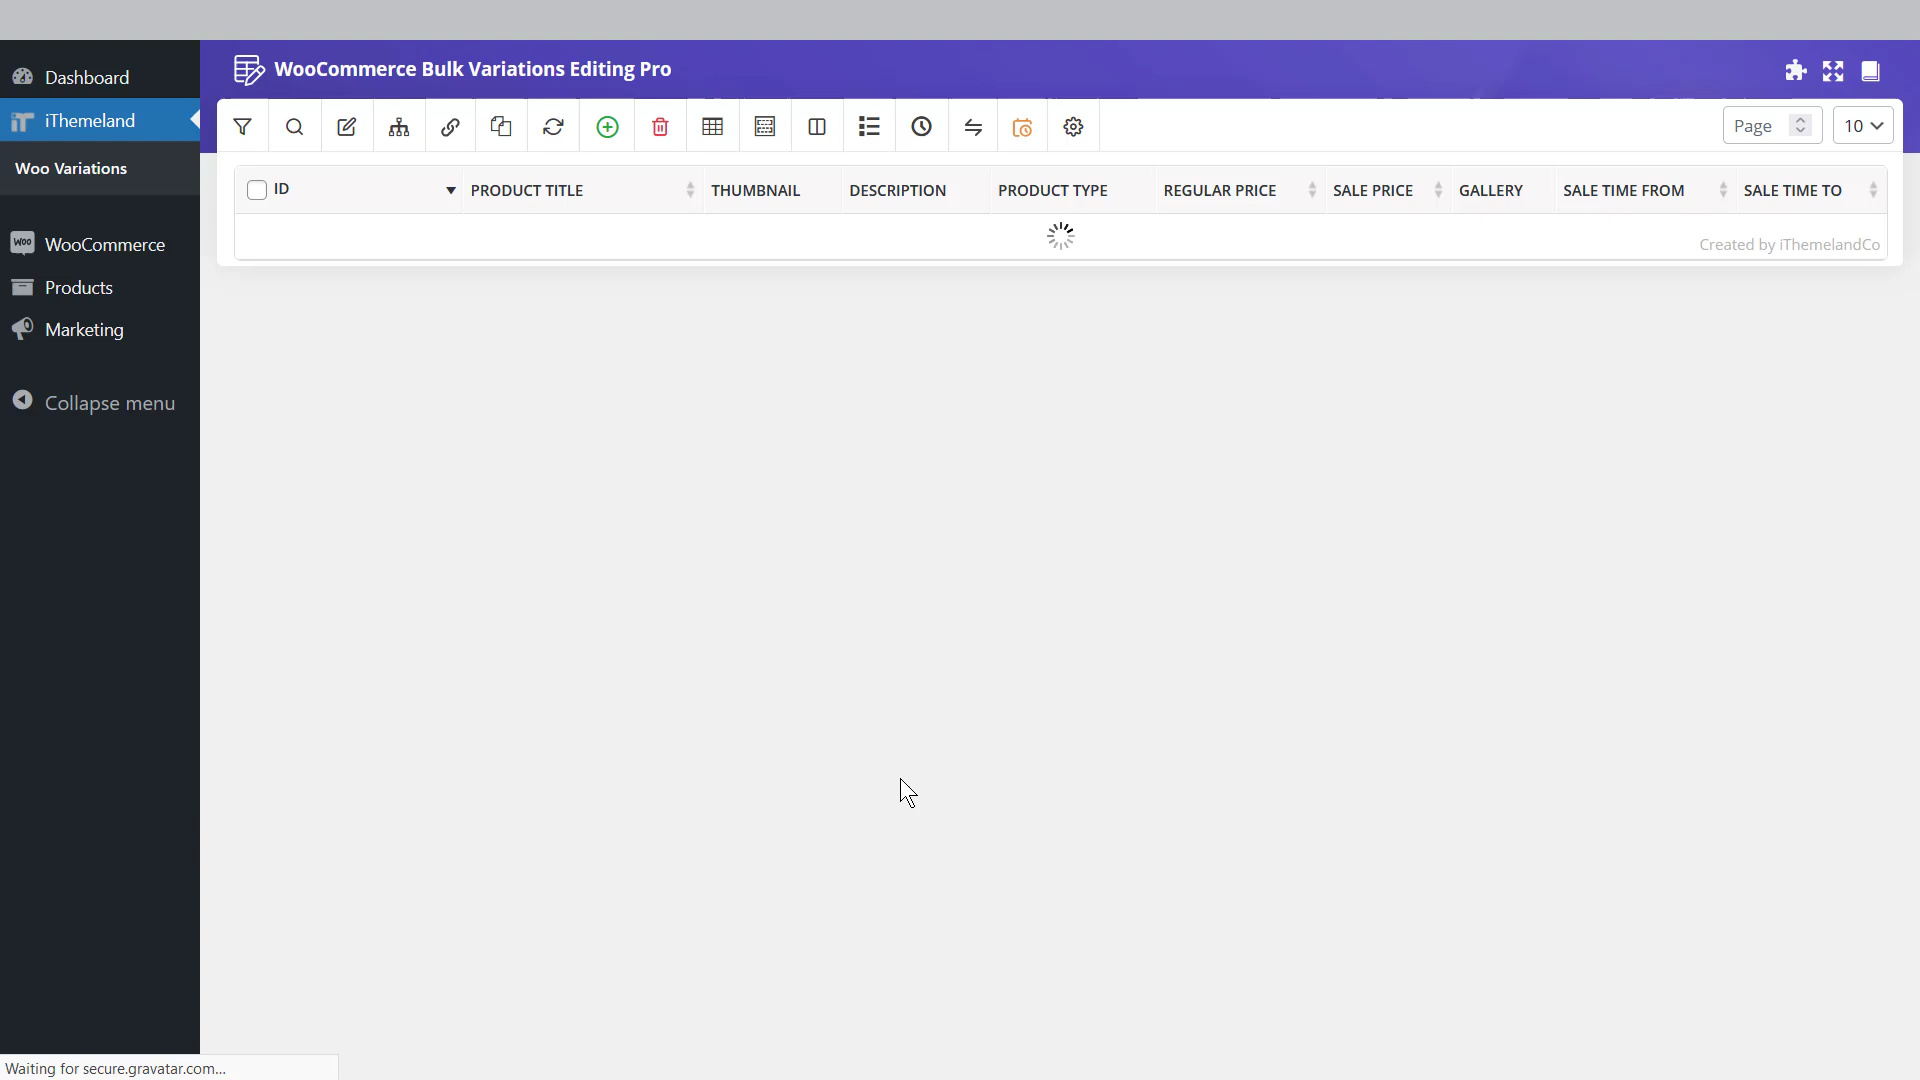 WooCommerce Bulk Variations Editing Pro
Dashboard
iT iThemeland
Woo Variations
Woo WooCommerce
Products
Marketing
Collapse menu
Page
10
ID PRODUCT TITLE THUMBNAIL DESCRIPTION PRODUCT TYPE REGULAR PRICE SALE PRICE GALLERY SALE TIME FROM SALE TIME TO
Created by iThemelandCo
Waiting for secure.gravatar.com...